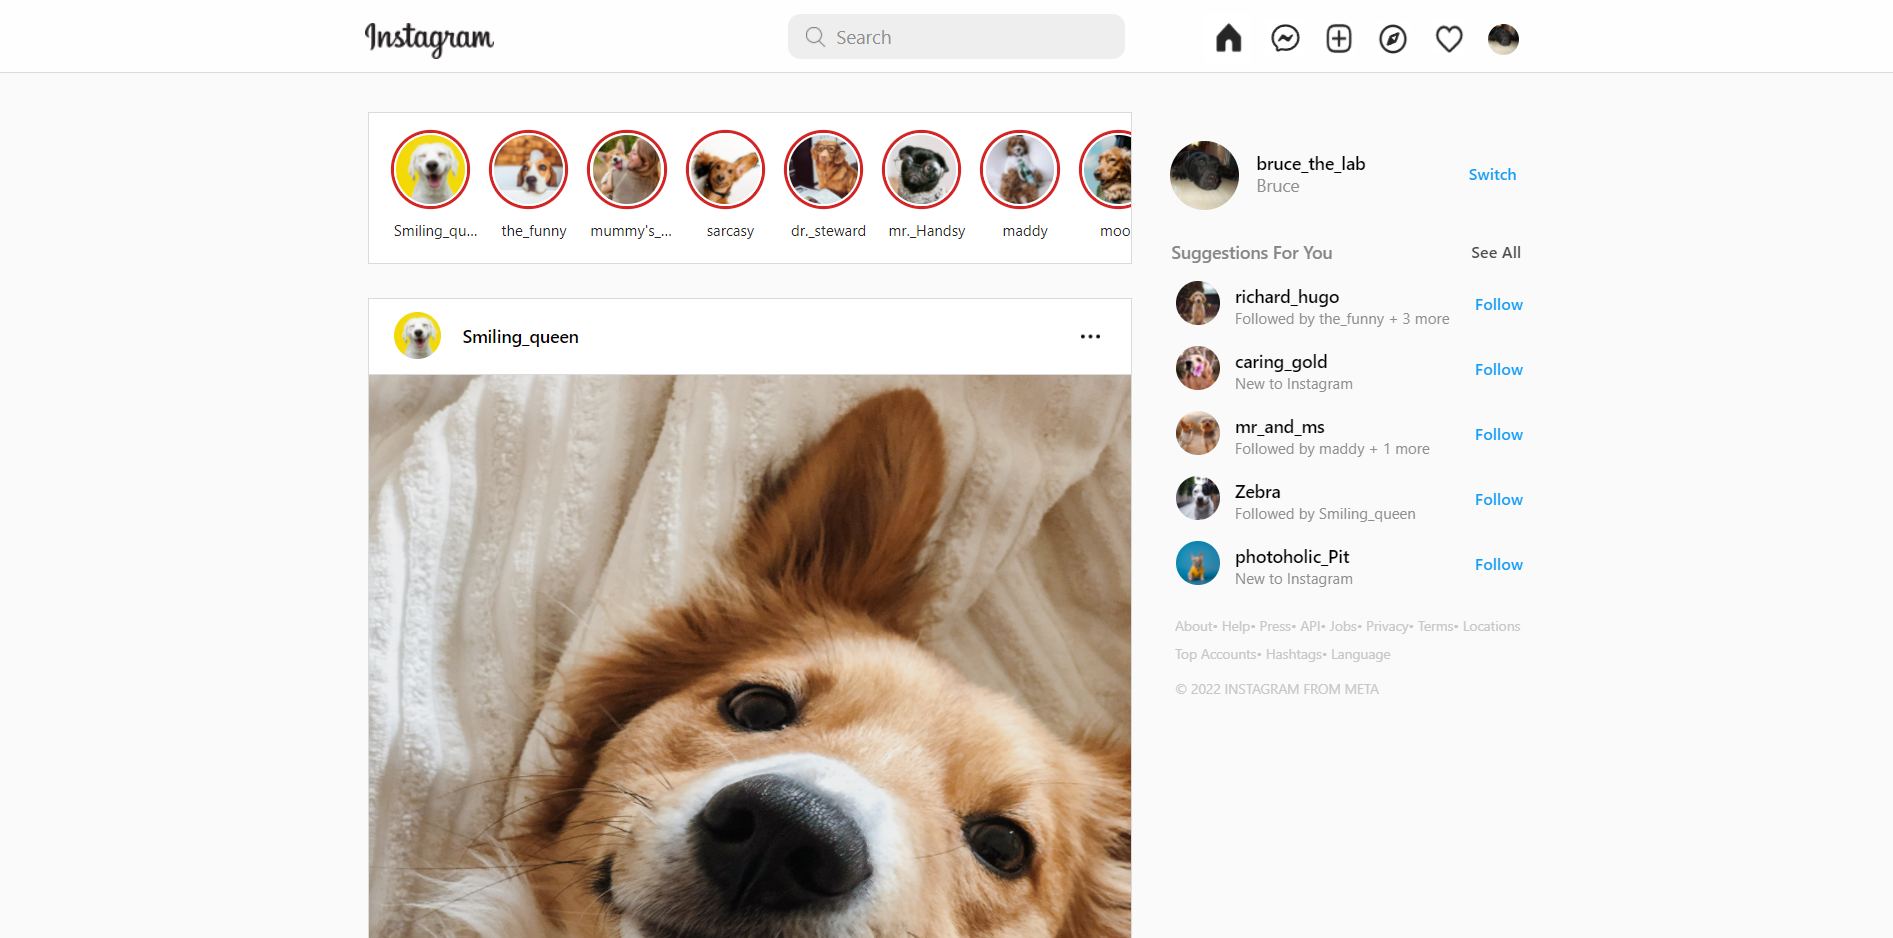 Instagram
Search
Smiling_qu...
the_funny
mummy's_...
sarcasy
dr._steward
mr._Handsy
maddy
moo
bruce_the_lab
Bruce
Switch
Suggestions For You
See All
richard_hugo
Followed by the_funny + 3 more
Follow
caring_gold
New to Instagram
Follow
mr_and_ms
Followed by maddy + 1 more
Follow
Zebra
Followed by Smiling_queen
Follow
photoholic_Pit
New to Instagram
Follow
About• Help• Press• API• Jobs• Privacy• Terms• Locations
Top Accounts• Hashtags• Language
© 2022 INSTAGRAM FROM META
Smiling_queen